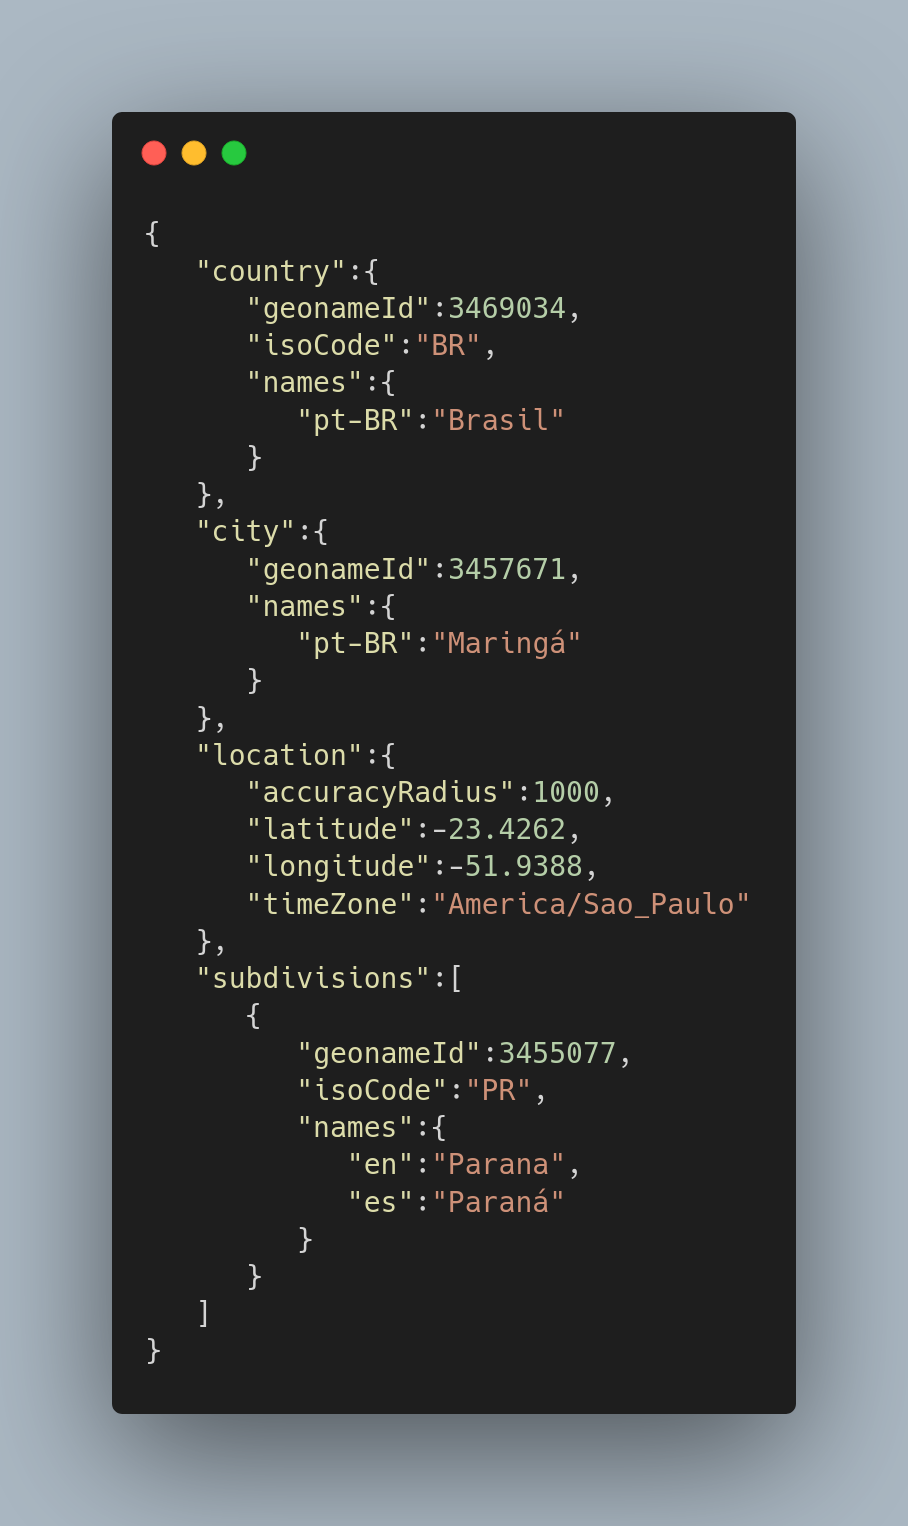 {
   "country":{
      "geonameId":3469034,
      "isoCode":"BR",
      "names":{
         "pt-BR":"Brasil"
      }
   },
   "city":{
      "geonameId":3457671,
      "names":{
         "pt-BR":"Maringá"
      }
   },
   "location":{
      "accuracyRadius":1000,
      "latitude":-23.4262,
      "longitude":-51.9388,
      "timeZone":"America/Sao_Paulo"
   },
   "subdivisions":[
      {
         "geonameId":3455077,
         "isoCode":"PR",
         "names":{
            "en":"Parana",
            "es":"Paraná"
         }
      }
   ]
}